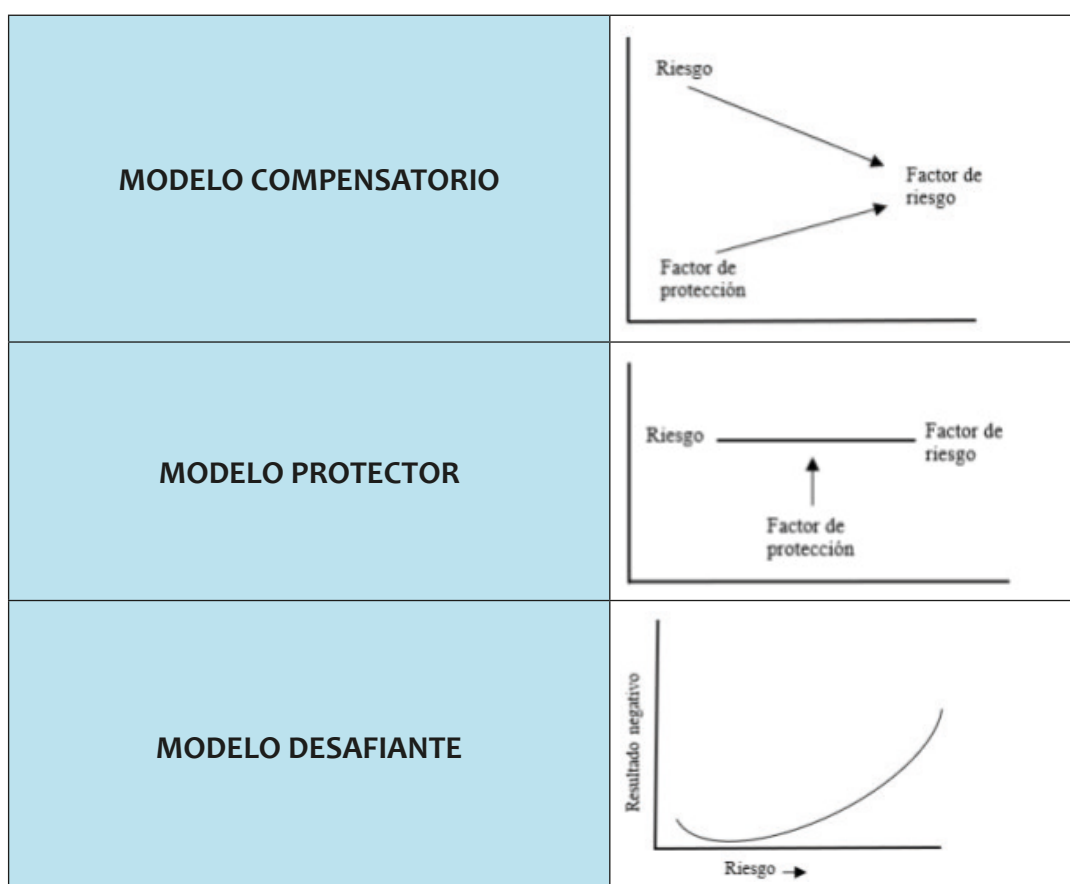 MODELO COMPENSATORIO
Riesgo
Factor de
riesgo
Factor de
protección
MODELO PROTECTOR
Riesgo
Factor de
riesgo
Factor de
protección
MODELO DESAFIANTE
Resultado negativo
Riesgo